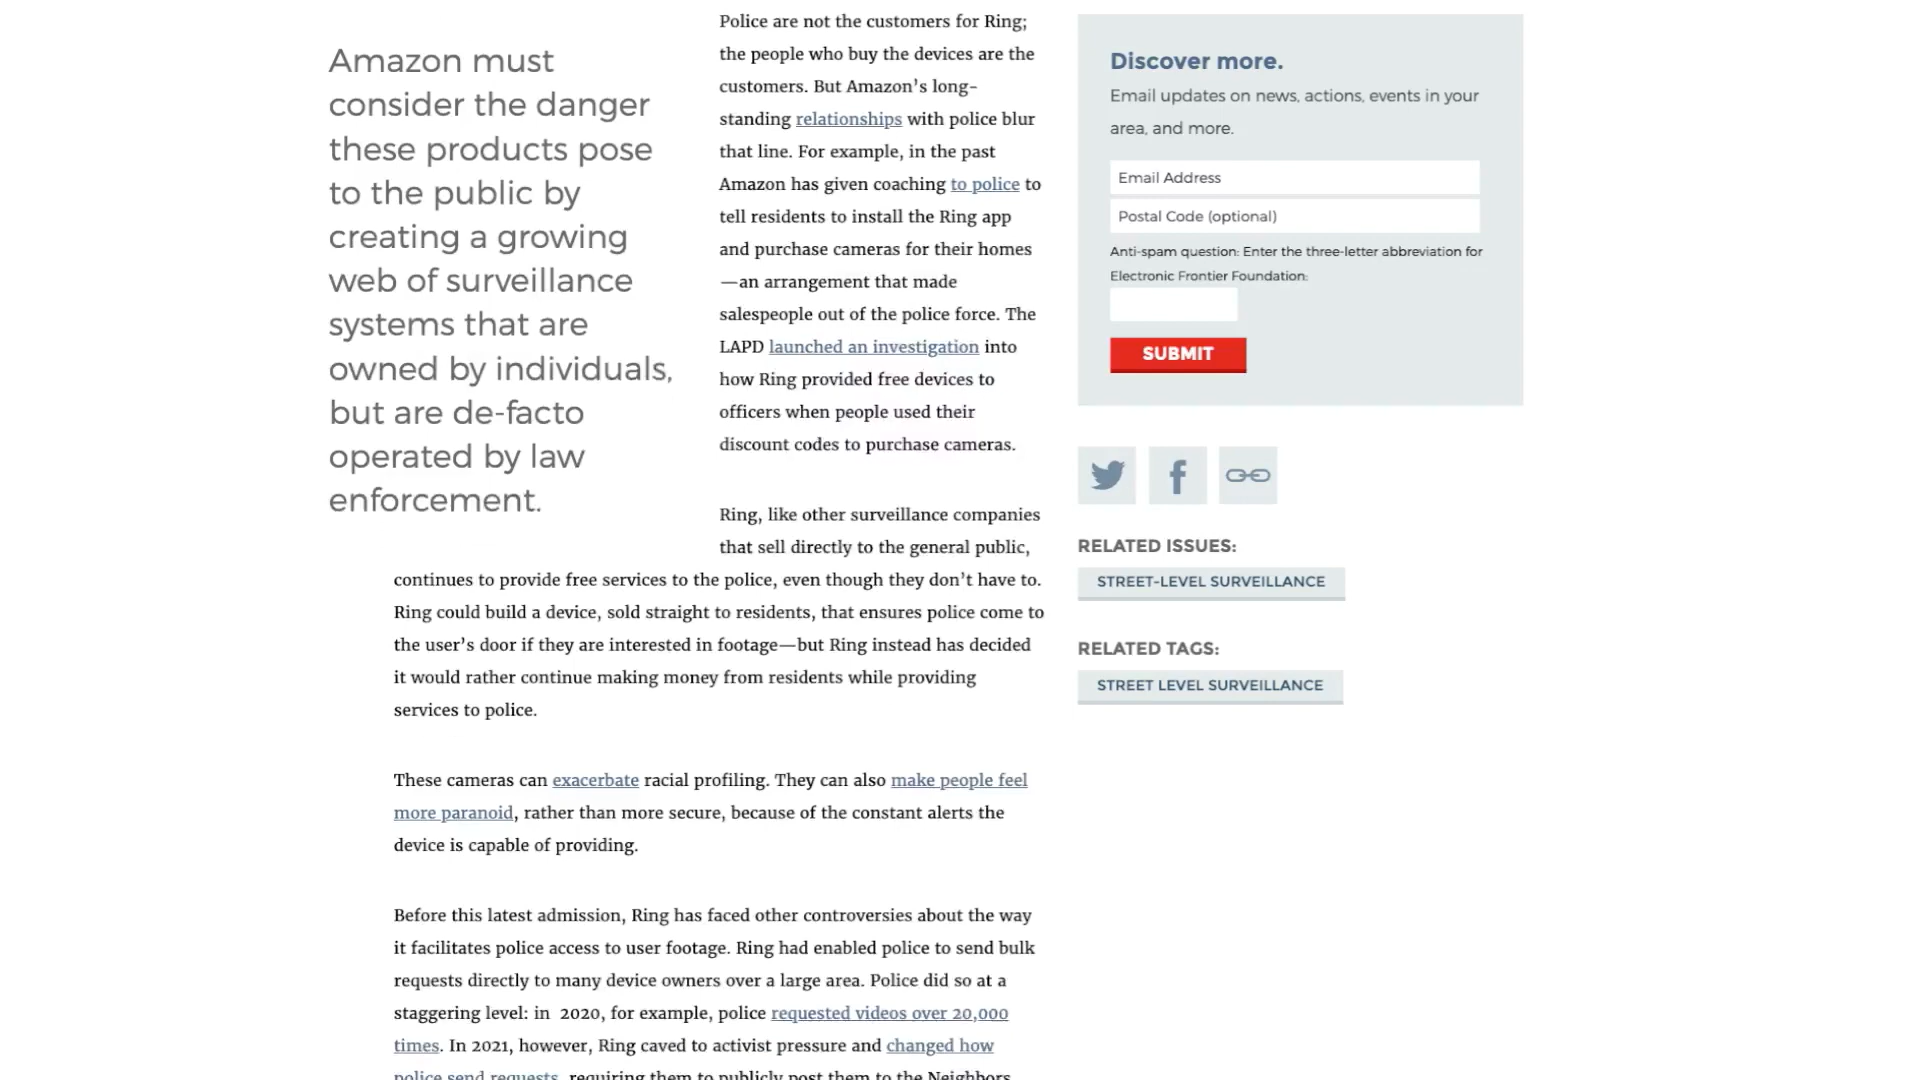 Amazon must
consider the danger
these products pose
to the public by
creating a growing
web of surveillance
systems that are
owned by individuals,
but are de-facto
operated by law
enforcement.
Police are not the customers for Ring;
the people who buy the devices are the
customers. But Amazon’s long-
standing relationships with police blur
that line. For example, in the past
Amazon has given coaching to police to
tell residents to install the Ring app
and purchase cameras for their homes
—an arrangement that made
salespeople out of the police force. The
LAPD launched an investigation into
how Ring provided free devices to
officers when people used their
discount codes to purchase cameras.
Ring, like other surveillance companies
that sell directly to the general public,
continues to provide free services to the police, even though they don’t have to.
Ring could build a device, sold straight to residents, that ensures police come to
the user’s door if they are interested in footage—but Ring instead has decided
it would rather continue making money from residents while providing
services to police.
These cameras can exacerbate racial profiling. They can also make people feel
more paranoid, rather than more secure, because of the constant alerts the
device is capable of providing.
Before this latest admission, Ring has faced other controversies about the way
it facilitates police access to user footage. Ring had enabled police to send bulk
requests directly to many device owners over a large area. Police did so at a
staggering level: in 2020, for example, police requested videos over 20,000
times. In 2021, however, Ring caved to activist pressure and changed how
police send requests, requiring them to publicly post them to the Neighbors
Discover more.
Email updates on news, actions, events in your
area, and more.
Email Address
Postal Code (optional)
Anti-spam question: Enter the three-letter abbreviation for
Electronic Frontier Foundation:
SUBMIT
RELATED ISSUES:
STREET-LEVEL SURVEILLANCE
RELATED TAGS:
STREET LEVEL SURVEILLANCE